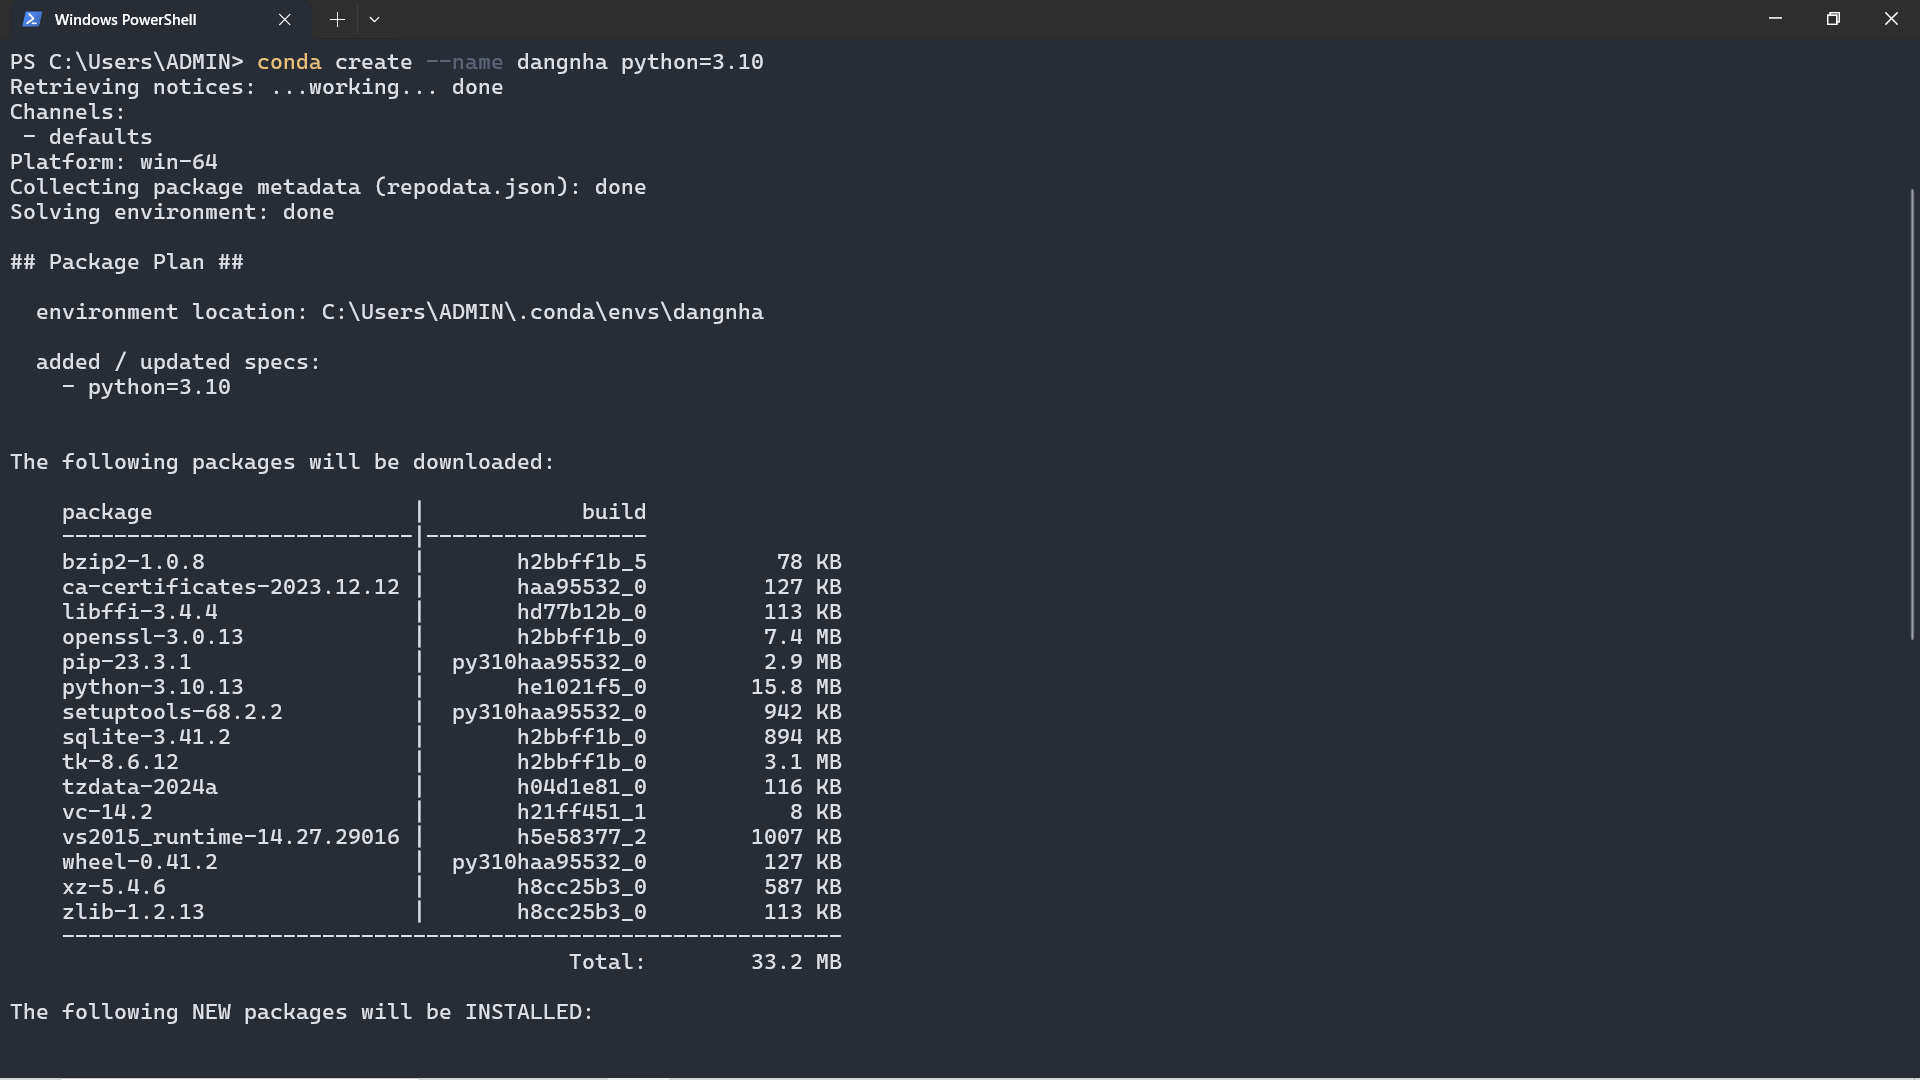 Windows PowerShell
PS C:\Users\ADMIN> conda create --name dangnha python=3.10
Retrieving notices: ...working... done
Channels:
 - defaults
Platform: win-64
Collecting package metadata (repodata.json): done
Solving environment: done

## Package Plan ##

  environment location: C:\Users\ADMIN\.conda\envs\dangnha

  added / updated specs:
    - python=3.10


The following packages will be downloaded:

    package                    |            build
    ---------------------------|-----------------
    bzip2-1.0.8                |       h2bbff1b_5          78 KB
    ca-certificates-2023.12.12 |       haa95532_0         127 KB
    libffi-3.4.4               |       hd77b12b_0         113 KB
    openssl-3.0.13             |       h2bbff1b_0         7.4 MB
    pip-23.3.1                 |  py310haa95532_0         2.9 MB
    python-3.10.13             |       he1021f5_0        15.8 MB
    setuptools-68.2.2          |  py310haa95532_0         942 KB
    sqlite-3.41.2              |       h2bbff1b_0         894 KB
    tk-8.6.12                  |       h2bbff1b_0         3.1 MB
    tzdata-2024a               |       h04d1e81_0         116 KB
    vc-14.2                    |       h21ff451_1           8 KB
    vs2015_runtime-14.27.29016 |       h5e58377_2        1007 KB
    wheel-0.41.2               |  py310haa95532_0         127 KB
    xz-5.4.6                   |       h8cc25b3_0         587 KB
    zlib-1.2.13                |       h8cc25b3_0         113 KB
    ------------------------------------------------------------
                                           Total:        33.2 MB

The following NEW packages will be INSTALLED: